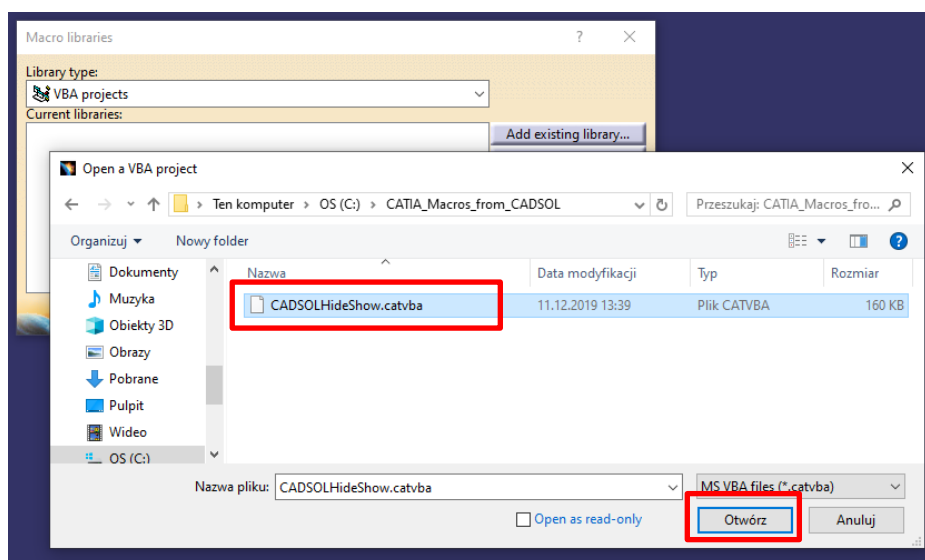 Macro libraries ? ×
Library type:
VBA projects
Current libraries:
Add existing library...
Open a VBA project
Ten komputer > OS (C:) > CATIA_Macros_from_CADSOL
Przeszukaj: CATIA_Macros_fro...
Organizuj Nowy folder
Nazwa Data modyfikacji Typ Rozmiar
Dokumenty
CADSOLHideShow.catvba 11.12.2019 13:39 Plik CATVBA 160 KB
Muzyka
Obiekty 3D
Obrazy
Pobrane
Pulpit
Wideo
OS (C:)
Nazwa pliku: CADSOLHideShow.catvba MS VBA files (*.catvba)
Open as read-only Otwórz Anuluj